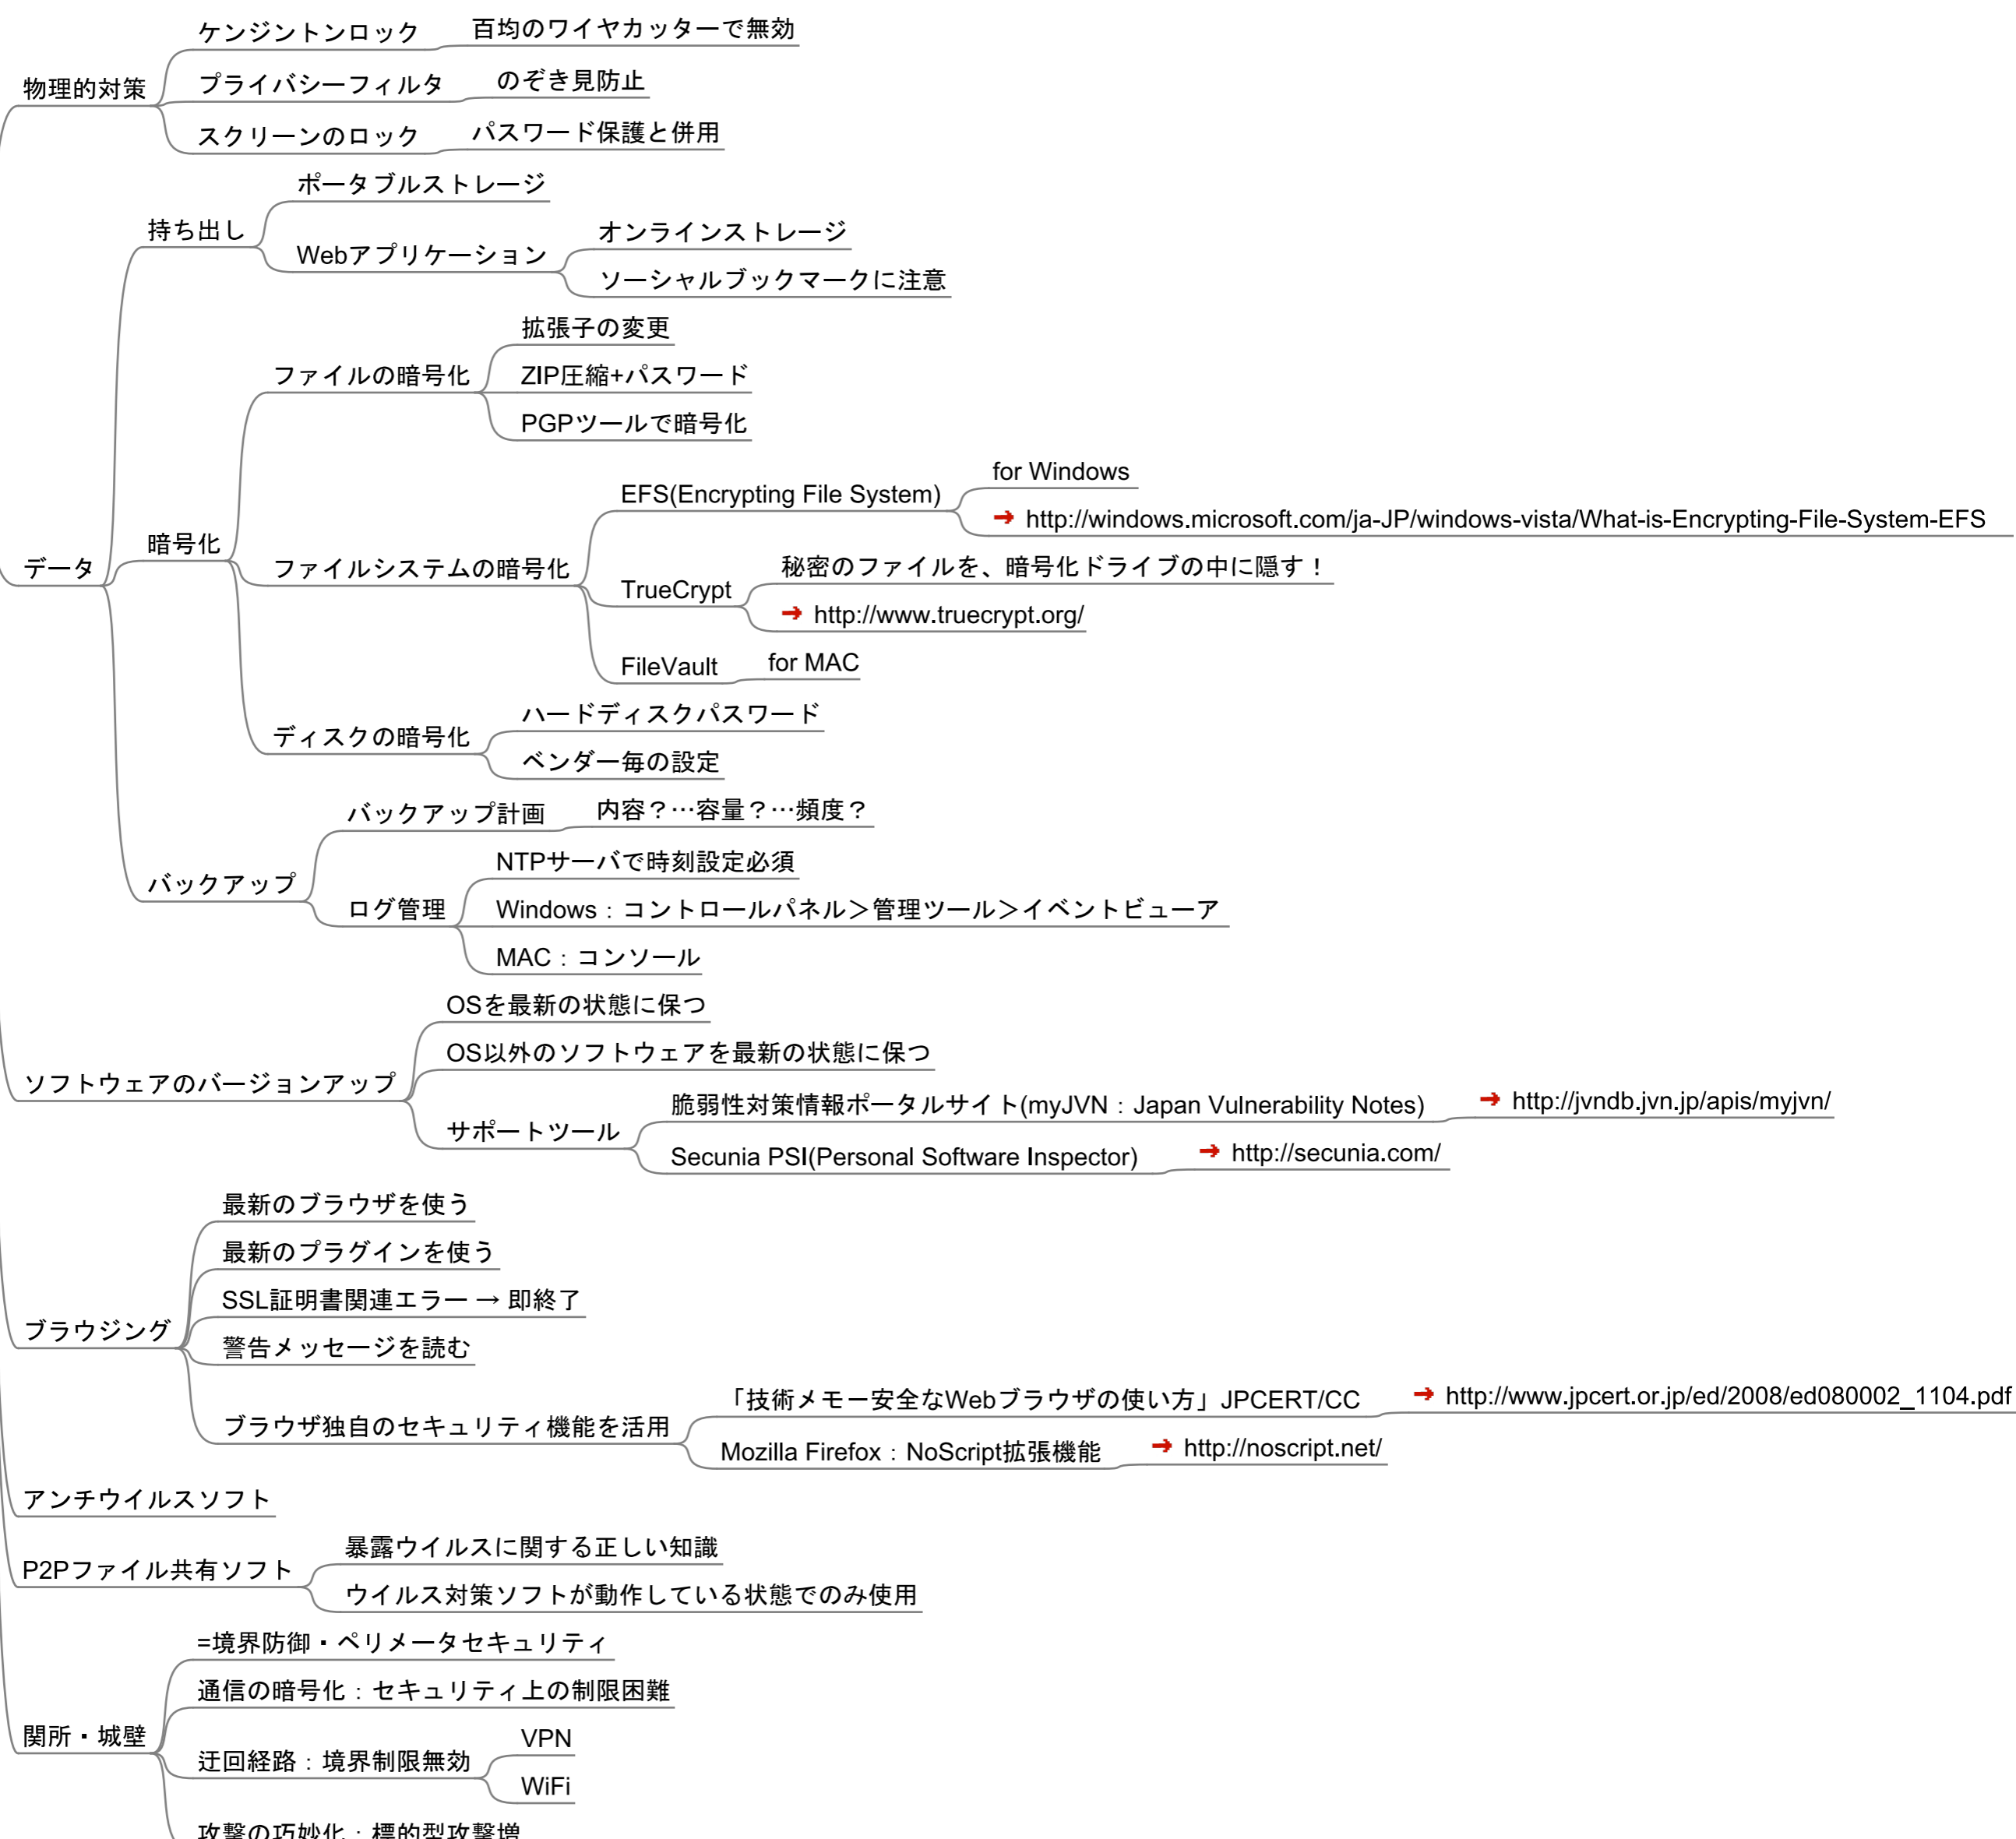 物理的対策
ケンジントンロック
百均のワイヤカッターで無効
プライバシーフィルタ
のぞき見防止
スクリーンのロック
パスワード保護と併用
データ
持ち出し
ポータブルストレージ
Webアプリケーション
オンラインストレージ
ソーシャルブックマークに注意
暗号化
ファイルの暗号化
拡張子の変更
ZIP圧縮+パスワード
PGPツールで暗号化
ファイルシステムの暗号化
EFS(Encrypting File System)
for Windows
→ http://windows.microsoft.com/ja-JP/windows-vista/What-is-Encrypting-File-System-EFS
TrueCrypt
秘密のファイルを、暗号化ドライブの中に隠す！
→ http://www.truecrypt.org/
FileVault
for MAC
ディスクの暗号化
ハードディスクパスワード
ベンダー毎の設定
バックアップ
バックアップ計画
内容？…容量？…頻度？
ログ管理
NTPサーバで時刻設定必須
Windows：コントロールパネル＞管理ツール＞イベントビューア
MAC：コンソール
ソフトウェアのバージョンアップ
OSを最新の状態に保つ
OS以外のソフトウェアを最新の状態に保つ
サポートツール
脆弱性対策情報ポータルサイト(myJVN：Japan Vulnerability Notes)
→ http://jvndb.jvn.jp/apis/myjvn/
Secunia PSI(Personal Software Inspector)
→ http://secunia.com/
ブラウジング
最新のブラウザを使う
最新のプラグインを使う
SSL証明書関連エラー → 即終了
警告メッセージを読む
ブラウザ独自のセキュリティ機能を活用
「技術メモー安全なWebブラウザの使い方」JPCERT/CC
→ http://www.jpcert.or.jp/ed/2008/ed080002_1104.pdf
Mozilla Firefox：NoScript拡張機能
→ http://noscript.net/
アンチウイルスソフト
P2Pファイル共有ソフト
暴露ウイルスに関する正しい知識
ウイルス対策ソフトが動作している状態でのみ使用
関所・城壁
=境界防御・ペリメータセキュリティ
通信の暗号化：セキュリティ上の制限困難
迂回経路：境界制限無効
VPN
WiFi
攻撃の巧妙化：標的型攻撃増